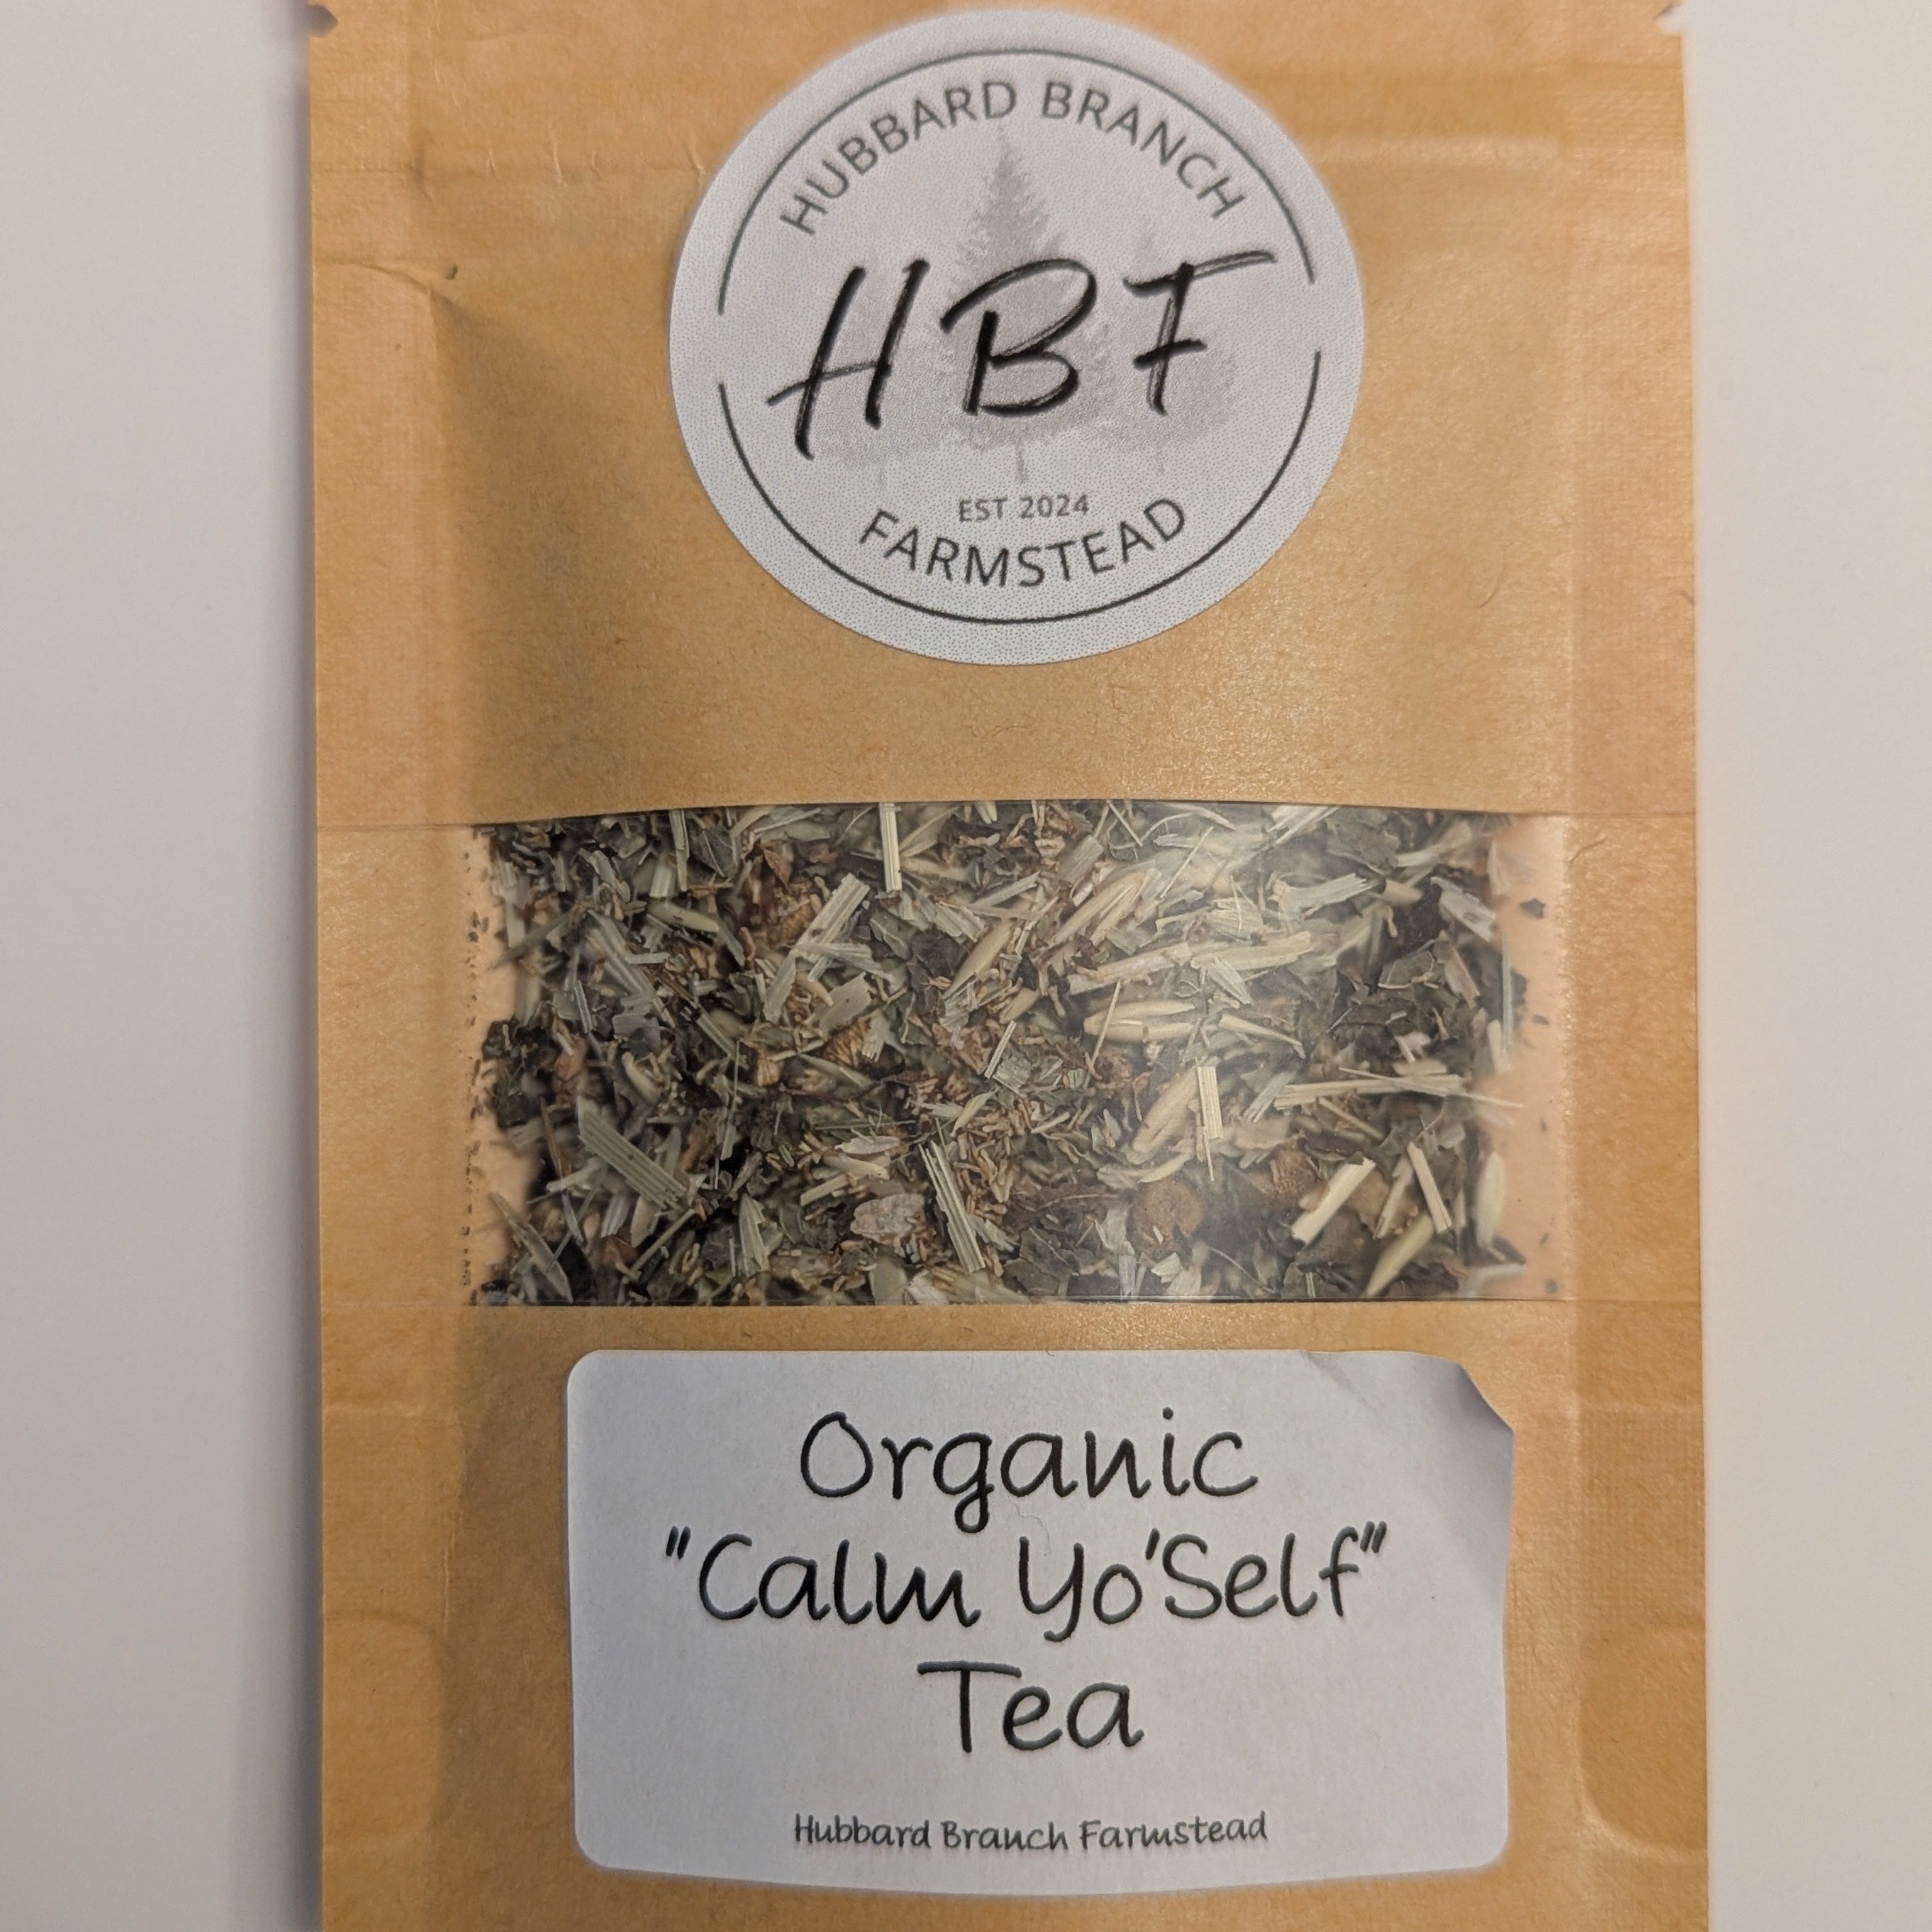 HUBBARD BRANCH
HBF
EST 2024
FARMSTEAD
Organic
"Calm Yo'Self"
Tea
Hubbard Branch Farmstead